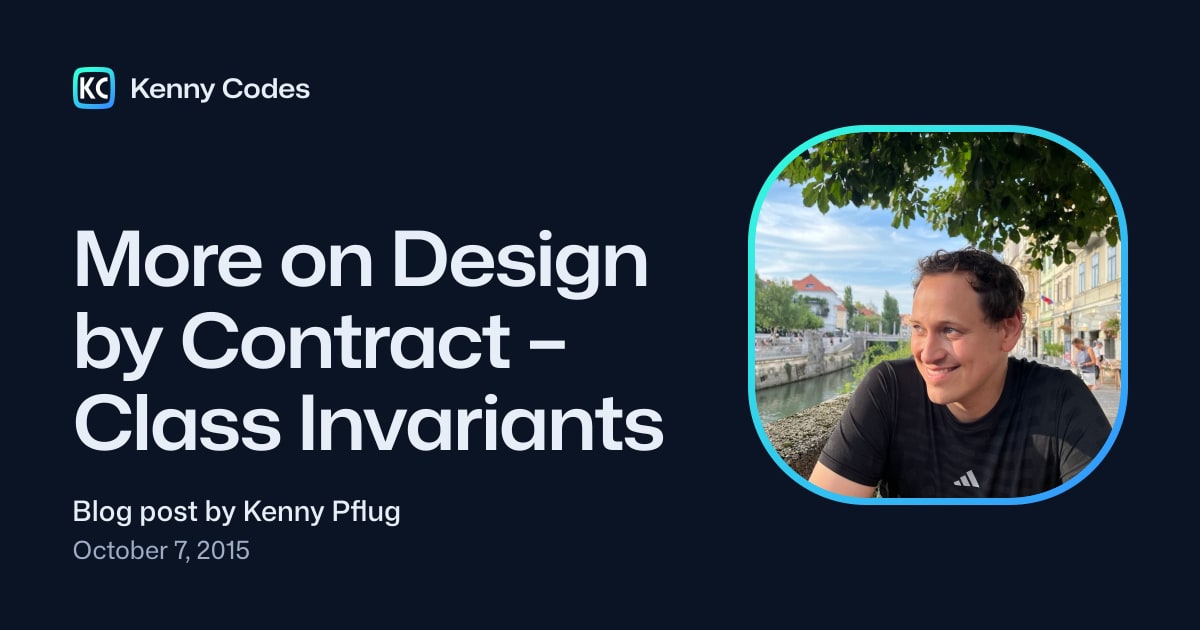 KC Kenny Codes
More on Design
by Contract –
Class Invariants
Blog post by Kenny Pflug
October 7, 2015